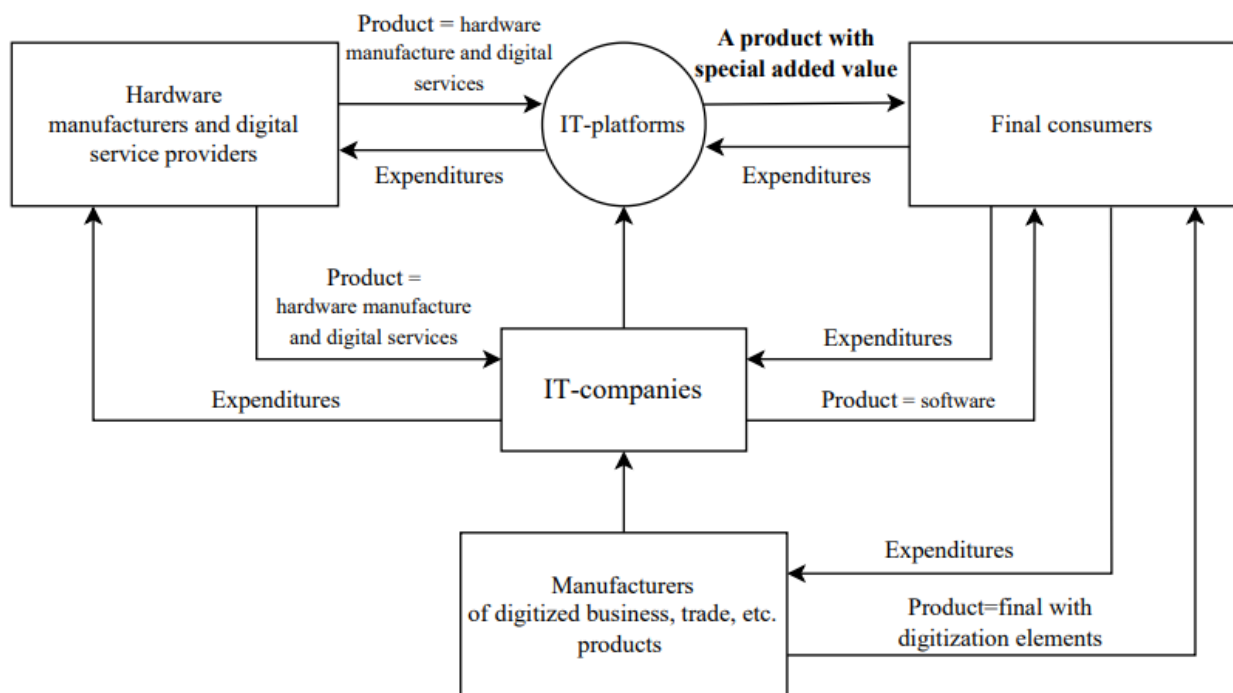 Product = hardware
manufacture and digital
services
A product with
special added value
Hardware
manufacturers and digital
service providers
IT-platforms
Final consumers
Expenditures
Expenditures
Product =
hardware manufacture
and digital services
Expenditures
IT-companies
Expenditures
Product = software
Manufacturers
of digitized business, trade, etc.
products
Expenditures
Product=final with
digitization elements